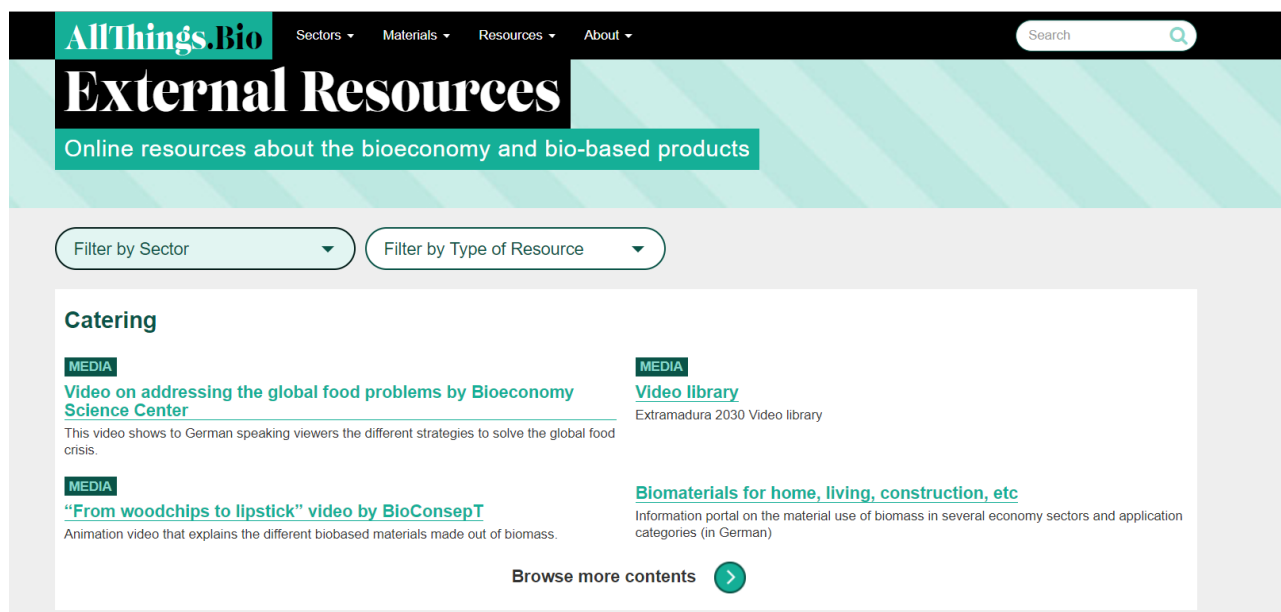 AllThings.Bio
Sectors
Materials
Resources
About
Search
External Resources
Online resources about the bioeconomy and bio-based products
Filter by Sector
Filter by Type of Resource
Catering
MEDIA
Video on addressing the global food problems by Bioeconomy
Science Center
This video shows to German speaking viewers the different strategies to solve the global food
crisis.
MEDIA
Video library
Extramadura 2030 Video library
MEDIA
“From woodchips to lipstick” video by BioConsepT
Animation video that explains the different biobased materials made out of biomass.
Biomaterials for home, living, construction, etc
Information portal on the material use of biomass in several economy sectors and application
categories (in German)
Browse more contents